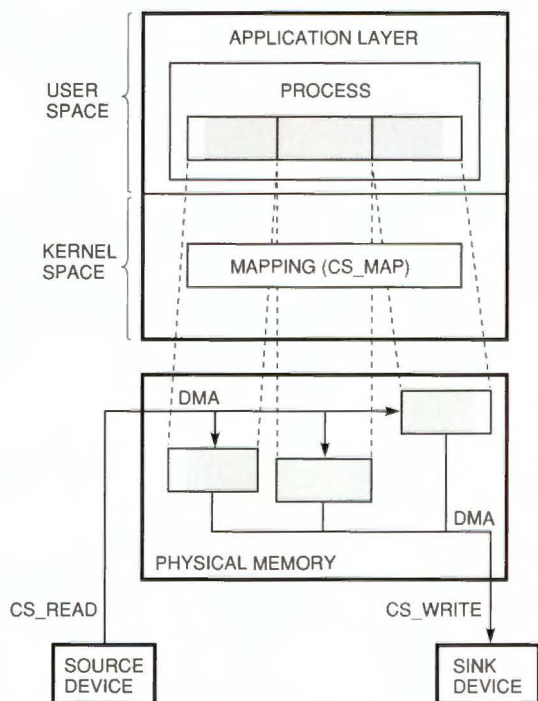 APPLICATION LAYER
USER
SPACE
PROCESS
KERNEL
SPACE
MAPPING (CS_MAP)
DMA
DMA
PHYSICAL MEMORY
CS_READ
CS_WRITE
SOURCE
DEVICE
SINK
DEVICE